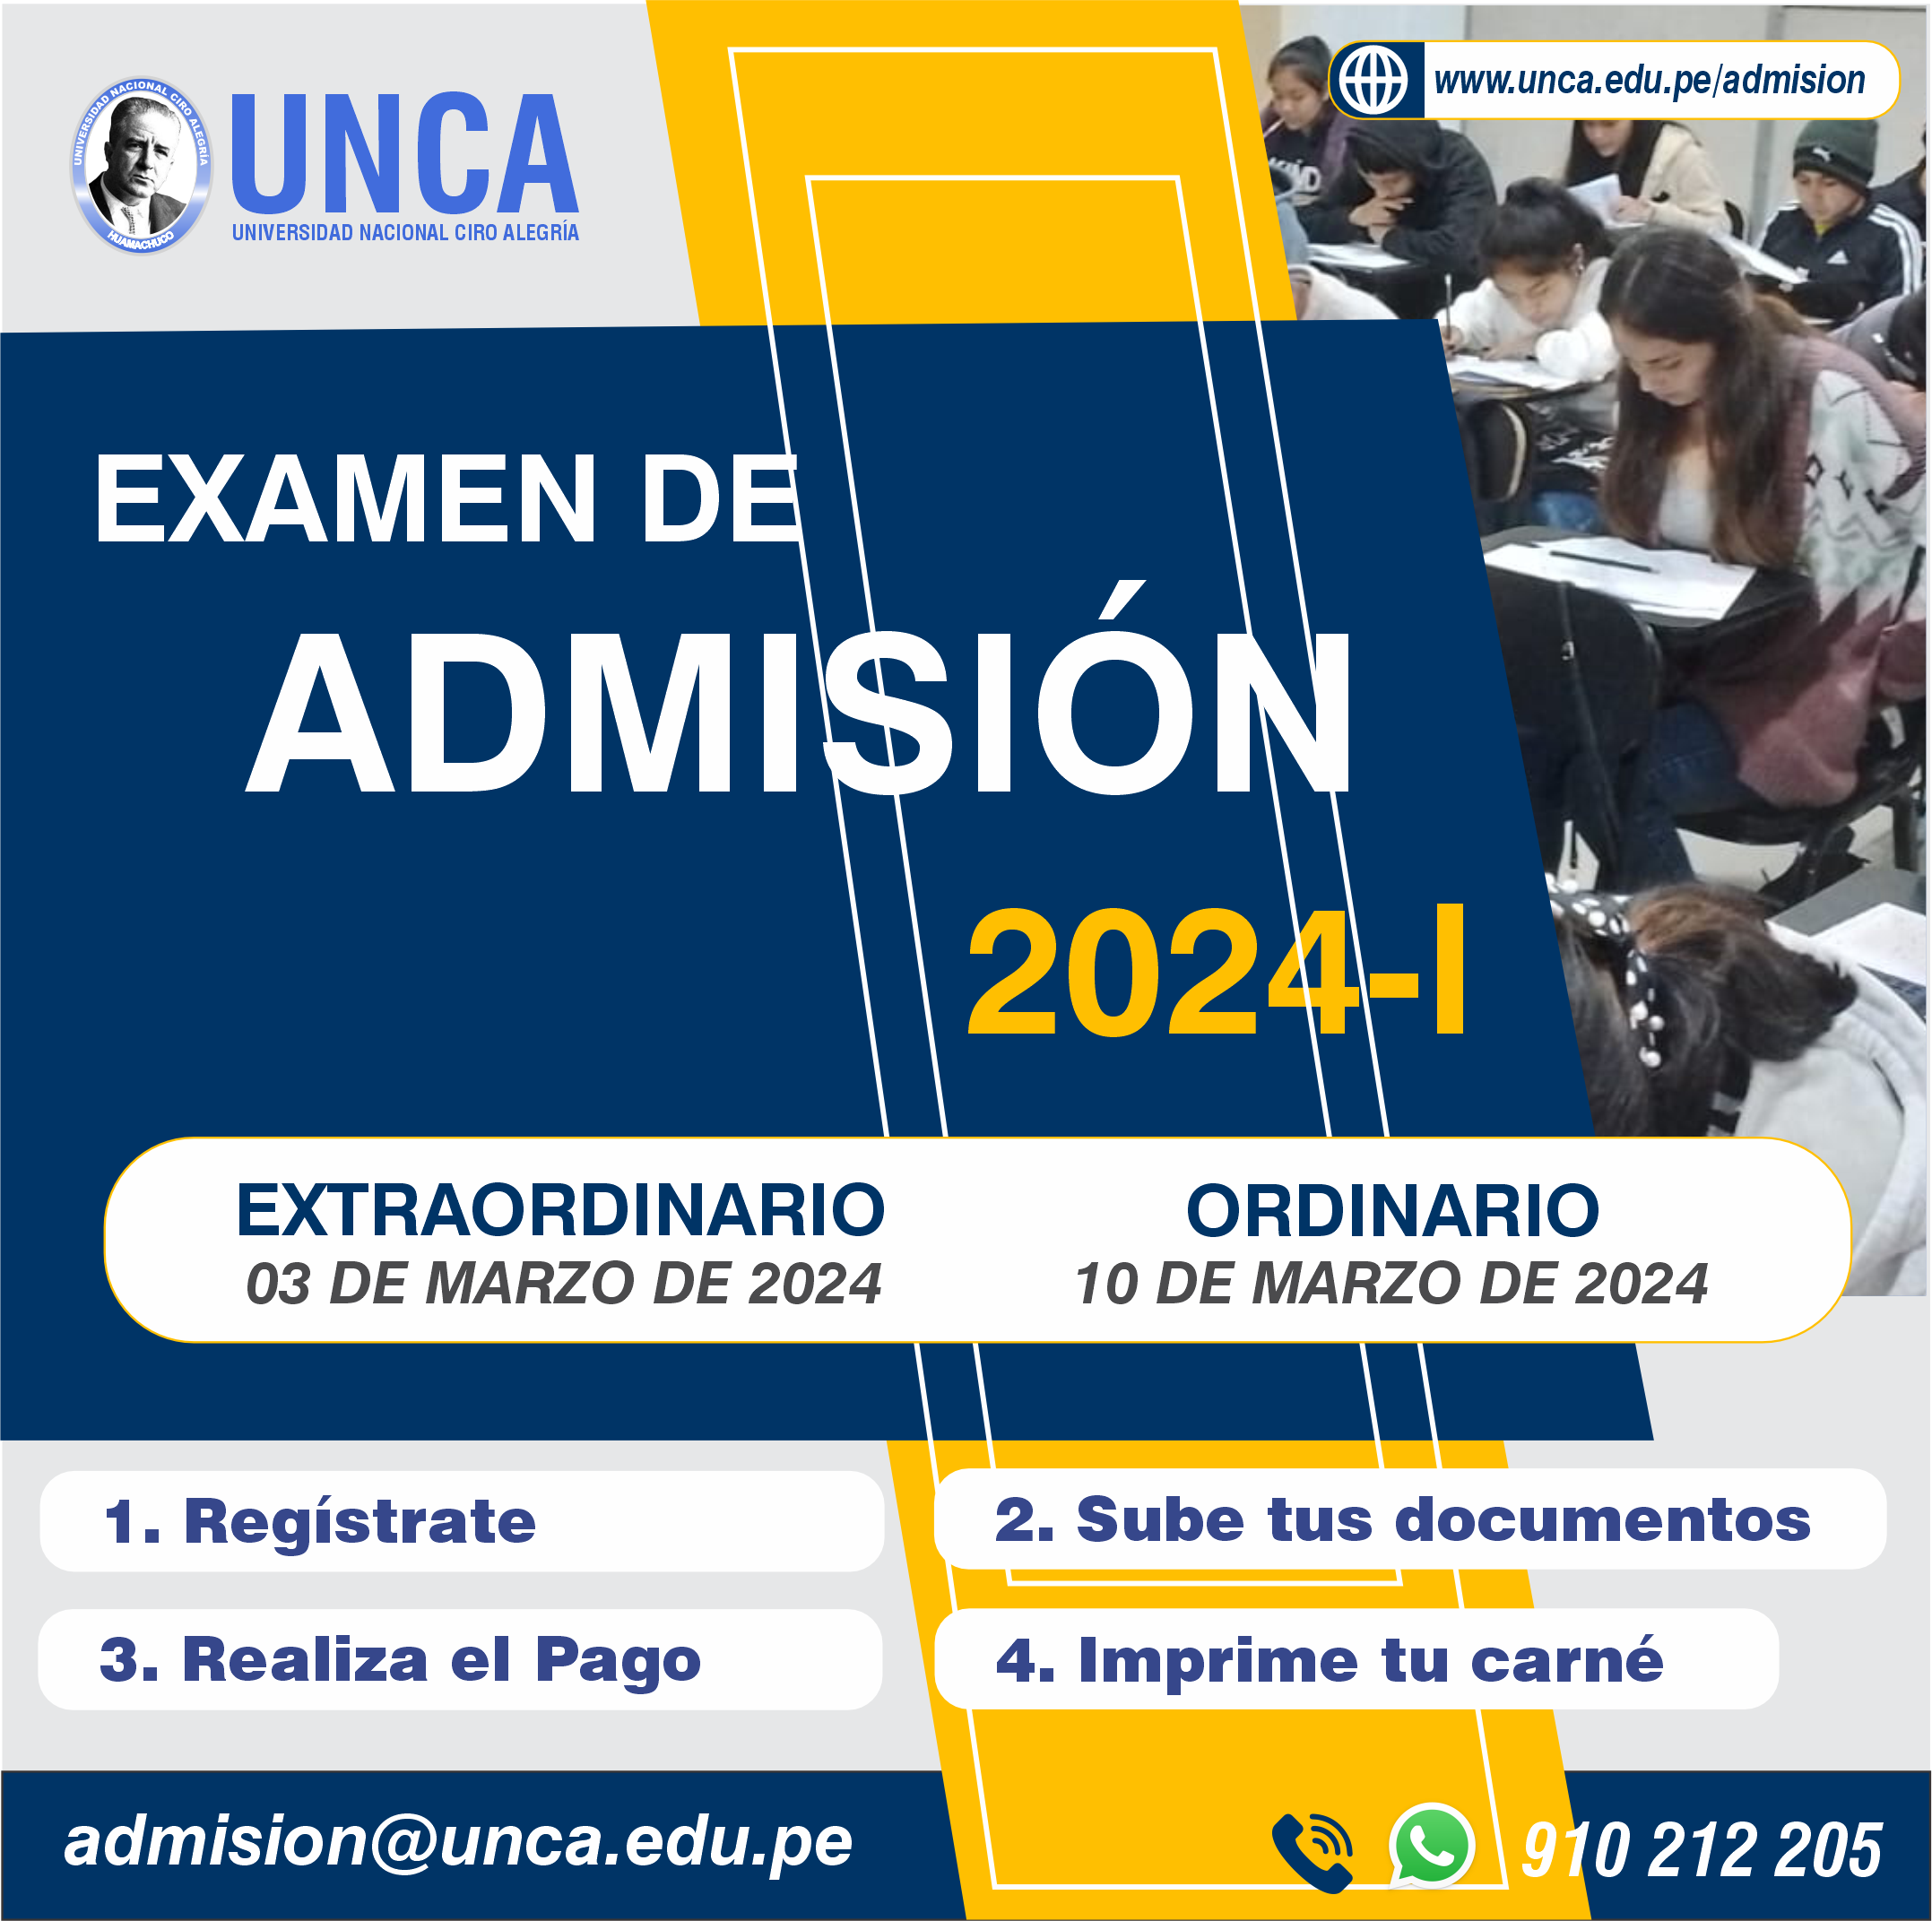 UNIVERSIDAD NACIONAL CIRO ALEGRÍA
HUAMACHUCO
UNCA
UNIVERSIDAD NACIONAL CIRO ALEGRÍA
www.unca.edu.pe/admision
EXAMEN DE
ADMISIÓN
2024-I
EXTRAORDINARIO
03 DE MARZO DE 2024
ORDINARIO
10 DE MARZO DE 2024
1. Regístrate
2. Sube tus documentos
3. Realiza el Pago
4. Imprime tu carné
admision@unca.edu.pe
910 212 205